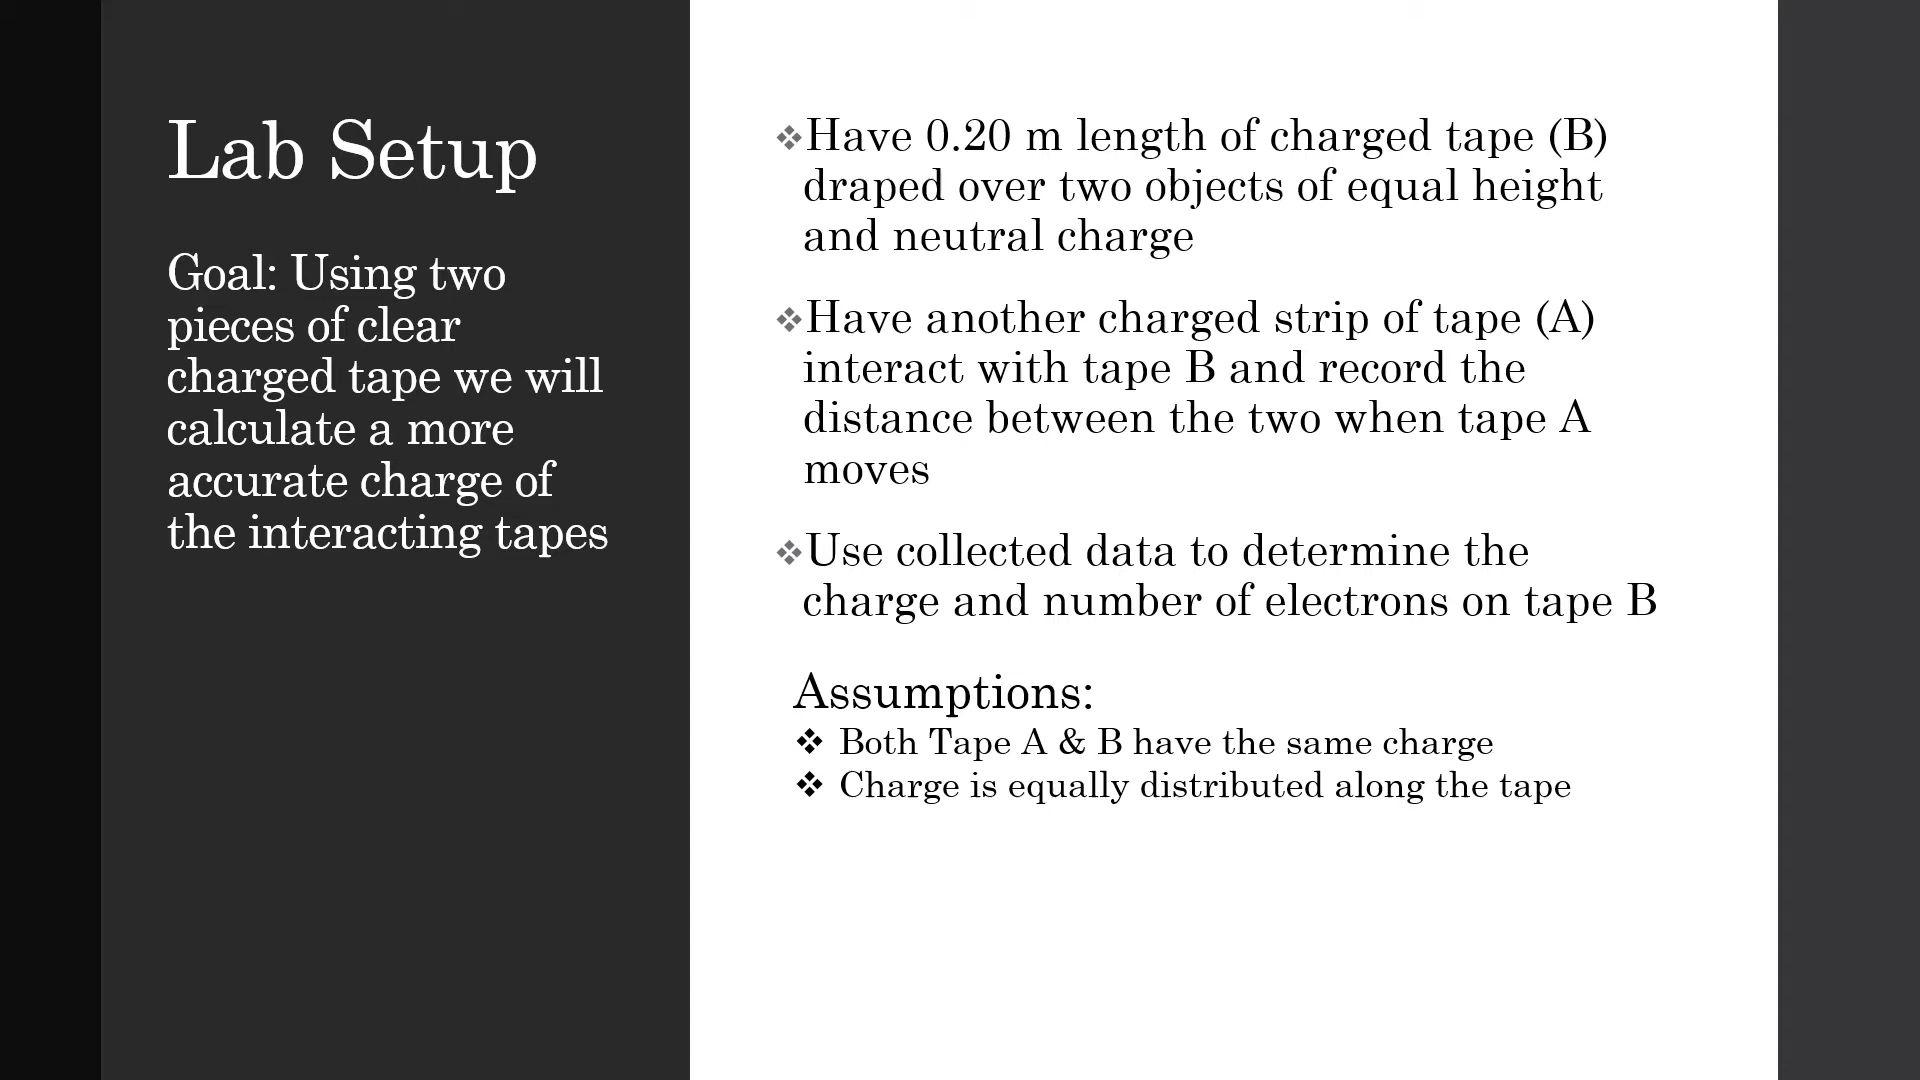 Lab Setup
Goal: Using two
pieces of clear
charged tape we will
calculate a more
accurate charge of
the interacting tapes
❖Have 0.20 m length of charged tape (B)
draped over two objects of equal height
and neutral charge
❖Have another charged strip of tape (A)
interact with tape B and record the
distance between the two when tape A
moves
❖Use collected data to determine the
charge and number of electrons on tape B
Assumptions:
❖ Both Tape A & B have the same charge
❖ Charge is equally distributed along the tape